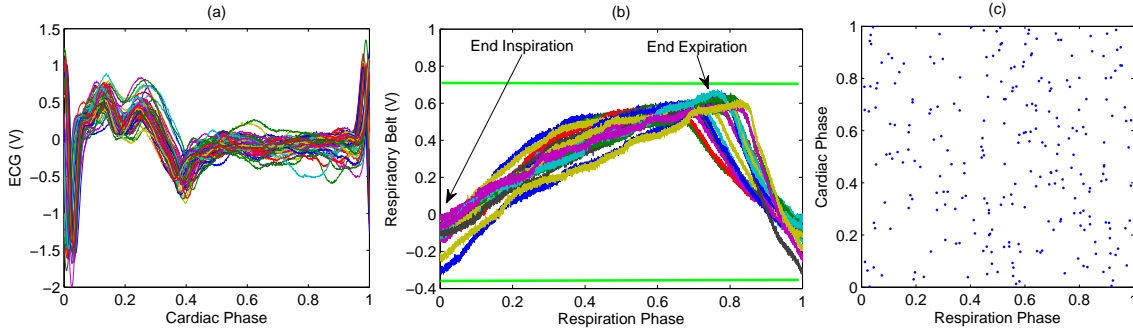 (a)
ECG (V)
1.5
1
0.5
0
−0.5
−1
−1.5
−2
0 0.2 0.4 0.6 0.8 1
Cardiac Phase
(b)
End Inspiration
End Expiration
Respiratory Belt (V)
1
0.8
0.6
0.4
0.2
0
−0.2
−0.4
0 0.2 0.4 0.6 0.8 1
Respiration Phase
(c)
Cardiac Phase
1
0.8
0.6
0.4
0.2
0
0 0.2 0.4 0.6 0.8 1
Respiration Phase